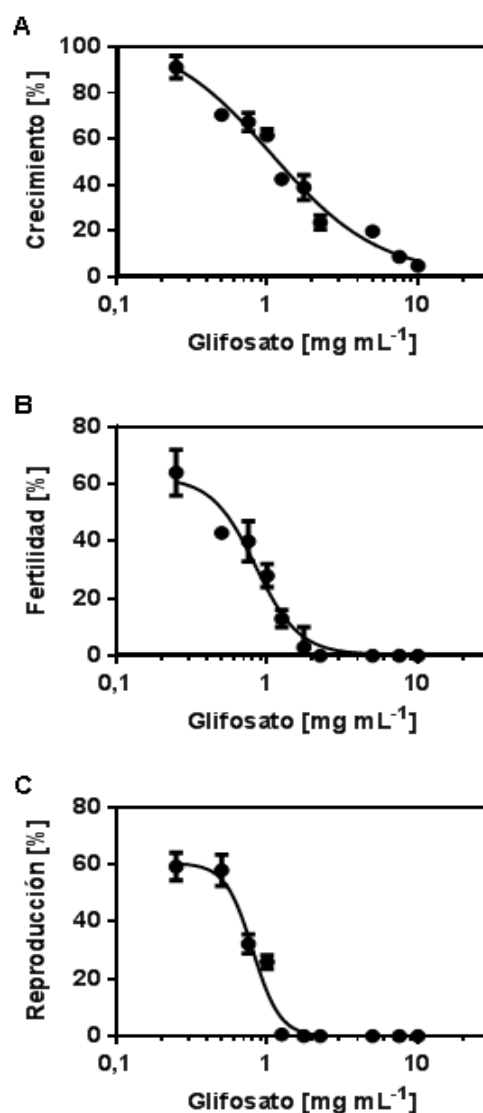 A
100
80
60
40
20
0
Crecimiento [%]
0,1 1 10
Glifosato [mg mL⁻¹]
B
80
60
40
20
0
Fertilidad [%]
0,1 1 10
Glifosato [mg mL⁻¹]
C
80
60
40
20
0
Reproducción [%]
0,1 1 10
Glifosato [mg mL⁻¹]